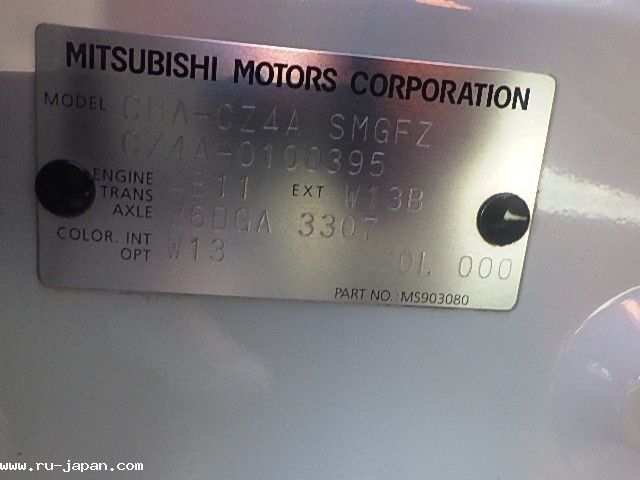 MITSUBISHI MOTORS CORPORATION
MODEL CBA-CZ4A SMGFZ
CZ4A-0100395
ENGINE
TRANS EXT W13B
AXLE W6DGA 3307
COLOR. INT
OPT W13 20L 000
PART NO.:MS903080
www.ru-japan.com